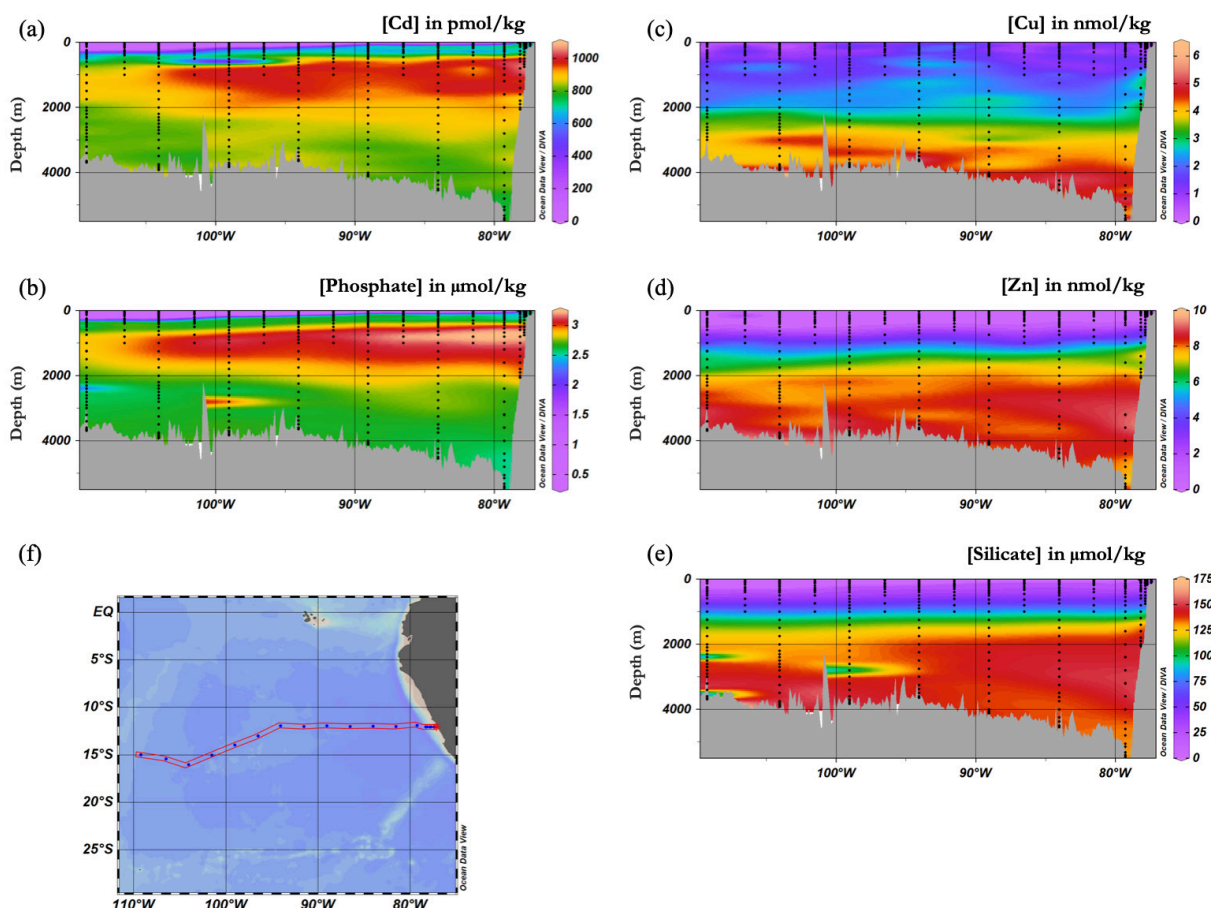 (a)
[Cd] in pmol/kg
0
2000
4000
Depth (m)
100°W
90°W
80°W
1000
800
600
400
200
0
Ocean Data View / DIVA
(c)
[Cu] in nmol/kg
0
2000
4000
Depth (m)
100°W
90°W
80°W
6
5
4
3
2
1
0
Ocean Data View / DIVA
(b)
[Phosphate] in µmol/kg
0
2000
4000
Depth (m)
100°W
90°W
80°W
3
2.5
2
1.5
1
0.5
Ocean Data View / DIVA
(d)
[Zn] in nmol/kg
0
2000
4000
Depth (m)
100°W
90°W
80°W
10
8
6
4
2
0
Ocean Data View / DIVA
(f)
EQ
5°S
10°S
15°S
20°S
25°S
110°W
100°W
90°W
80°W
Ocean Data View
(e)
[Silicate] in µmol/kg
0
2000
4000
Depth (m)
100°W
90°W
80°W
175
150
125
100
75
50
25
0
Ocean Data View / DIVA